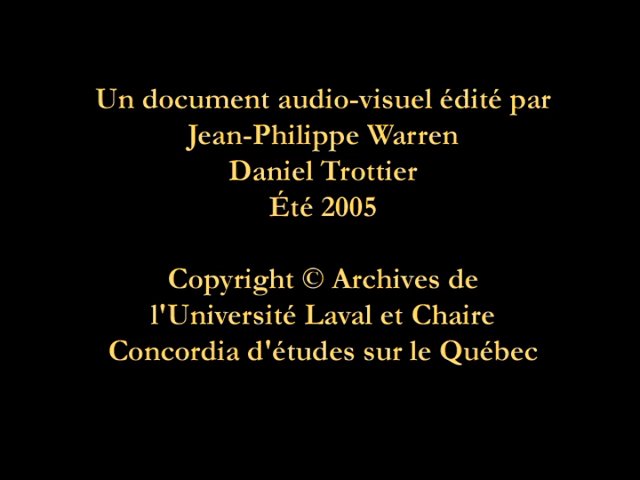 Un document audio-visuel édité par
Jean-Philippe Warren
Daniel Trottier
Été 2005
Copyright © Archives de
l'Université Laval et Chaire
Concordia d'études sur le Québec